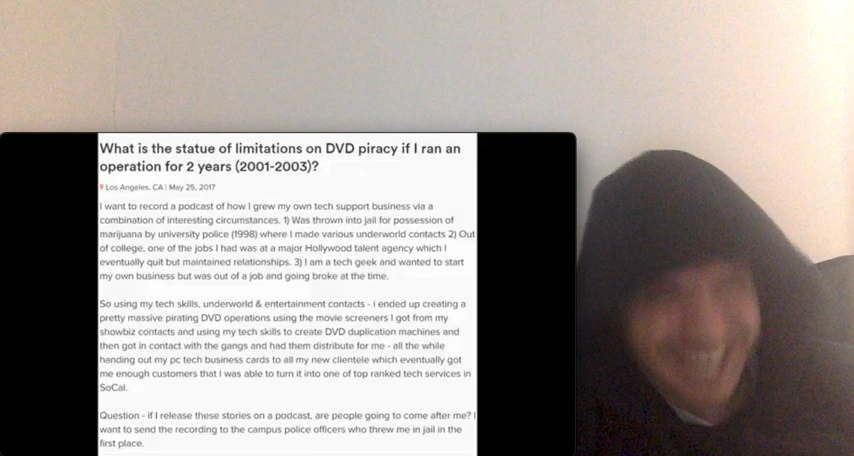 What is the statue of limitations on DVD piracy if I ran an
operation for 2 years (2001-2003)?
Los Angeles, CA | May 25, 2017
I want to record a podcast of how I grew my own tech support business via a
combination of interesting circumstances. 1) Was thrown into jail for possession of
marijuana by university police (1998) where I made various underworld contacts 2) Out
of college, one of the jobs I had was at a major Hollywood talent agency which I
eventually quit but maintained relationships. 3) I am a tech geek and wanted to start
my own business but was out of a job and going broke at the time.
So using my tech skills, underworld & entertainment contacts - i ended up creating a
pretty massive pirating DVD operations using the movie screeners I got from my
showbiz contacts and using my tech skills to create DVD duplication machines and
then got in contact with the gangs and had them distribute for me - all the while
handing out my pc tech business cards to all my new clientele which eventually got
me enough customers that I was able to turn it into one of top ranked tech services in
SoCal.
Question - if I release these stories on a podcast, are people going to come after me? I
want to send the recording to the campus police officers who threw me in jail in the
first place.